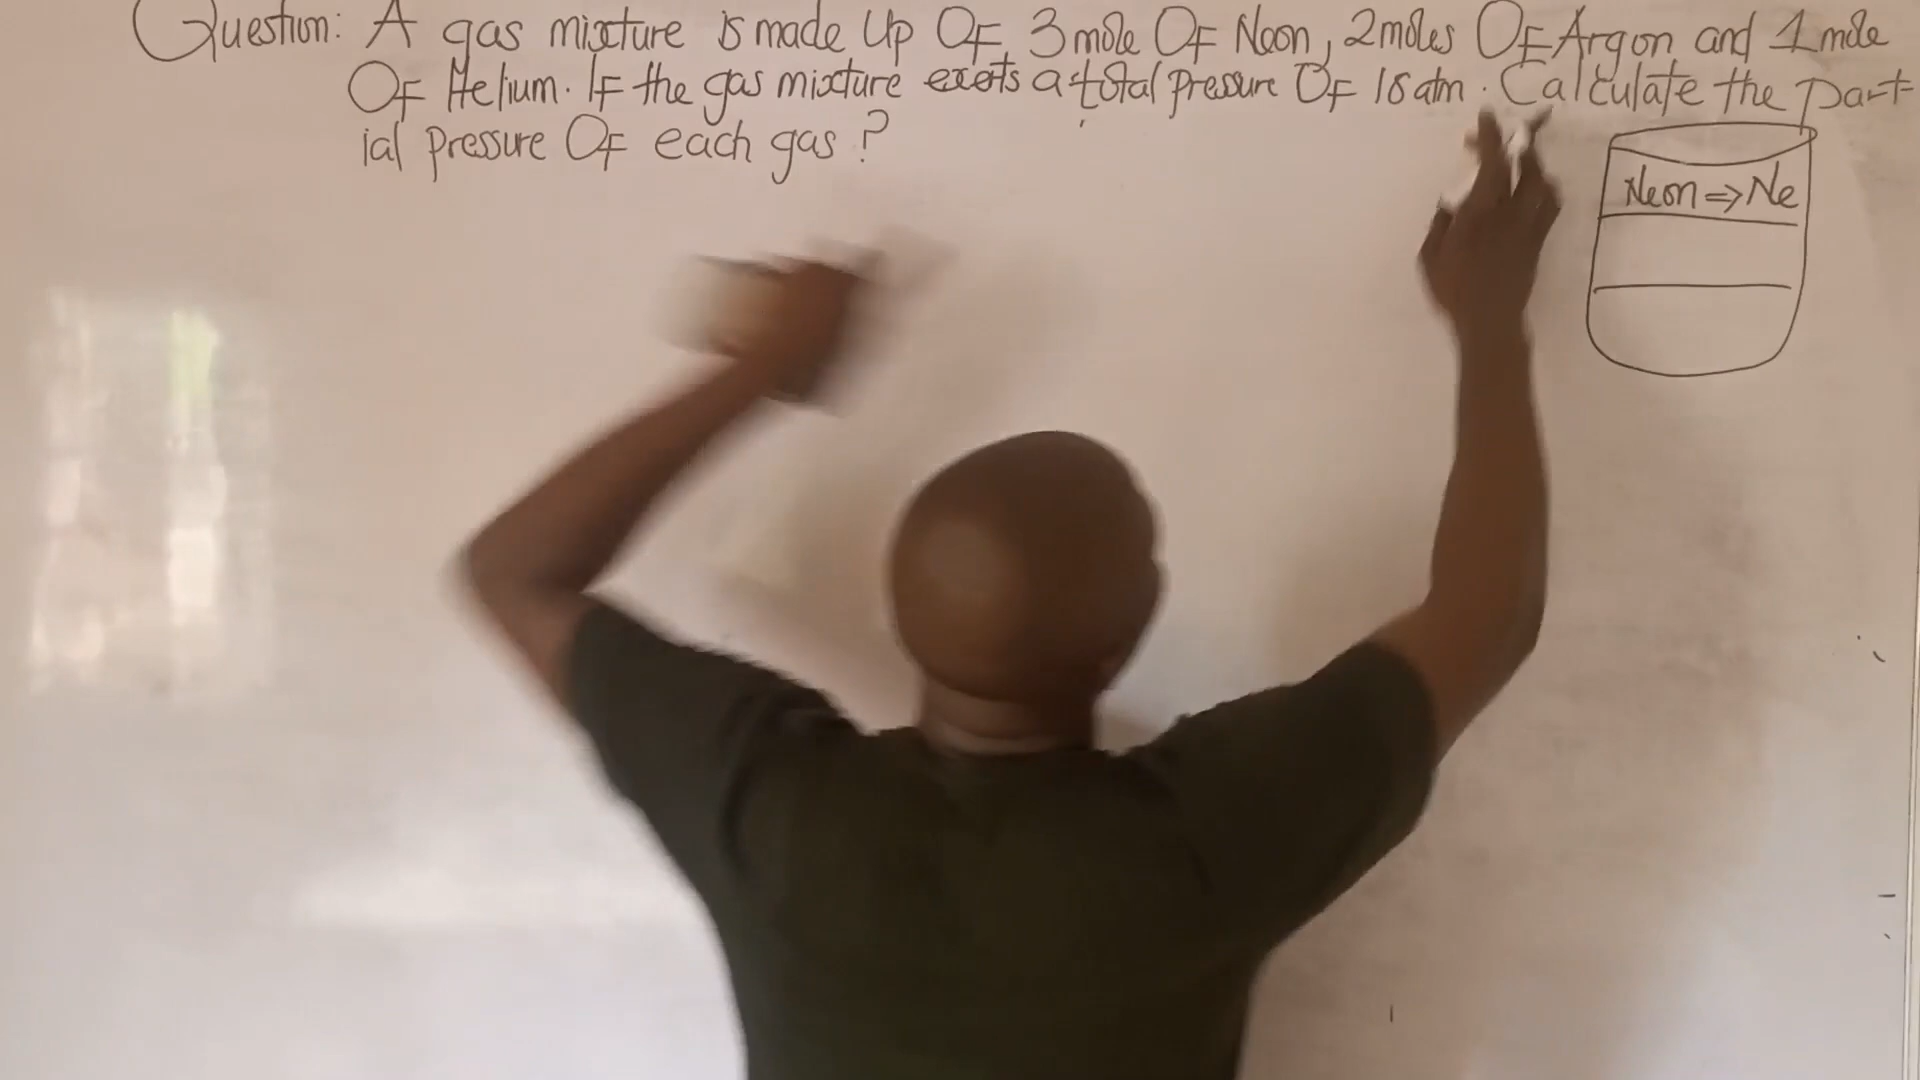 Question: A gas mixture is made up OF 3 mole OF Neon, 2 moles OF Argon and 1 mole
OF Helium. IF the gas mixture exerts a total pressure OF 18 atm. Calculate the part-
ial pressure OF each gas?
Neon ⇒ Ne